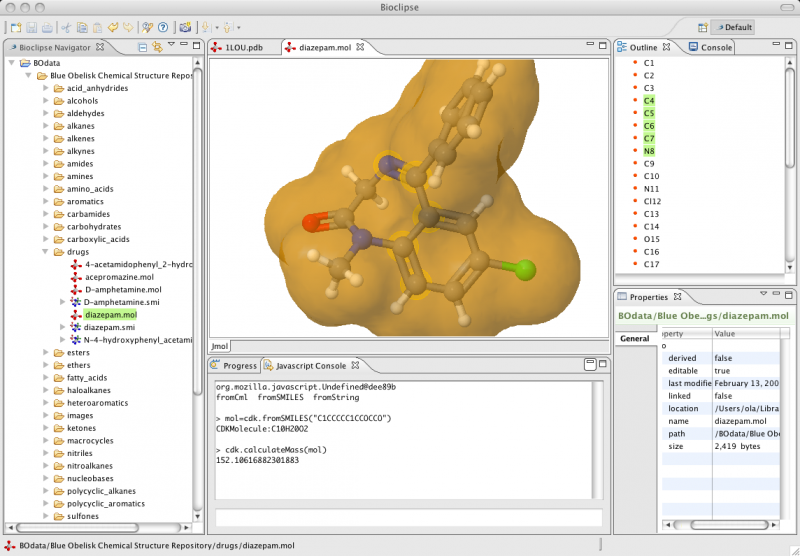 Bioclipse
Default
Bioclipse Navigator
BOdata
Blue Obelisk Chemical Structure Repos
acid_anhydrides
alcohols
aldehydes
alkanes
alkenes
alkynes
amides
amines
amino_acids
aromatics
carbamides
carbohydrates
carboxylic_acids
drugs
4-acetamidophenyl_2-hydro
acepromazine.mol
D-amphetamine.mol
D-amphetamine.smi
diazepam.mol
diazepam.smi
N-4-hydroxyphenyl_acetami
esters
ethers
fatty_acids
haloalkanes
heteroaromatics
images
ketones
macrocycles
nitriles
nitroalkanes
nucleobases
polycyclic_alkanes
polycyclic_aromatics
sulfones
1LOU.pdb
diazepam.mol
Jmol
Progress
Javascript Console
org.mozilla.javascript.Undefined@dee89b
fromCml fromSMILES fromString
> mol=cdk.fromSMILES("C1CCCCC1CCOCCO")
CDKMolecule:C10H20O2
> cdk.calculateMass(mol)
152.10616882301883
Outline
Console
C1
C2
C3
C4
C5
C6
C7
N8
C9
C10
N11
Cl12
C13
C14
O15
C16
C17
Properties
BOdata/Blue Obe...gs/diazepam.mol
General
operty Value
o
derived false
editable true
last modifie February 13, 200
linked false
location /Users/ola/Libra
name diazepam.mol
path /BOdata/Blue Obe
size 2,419 bytes
BOdata/Blue Obelisk Chemical Structure Repository/drugs/diazepam.mol